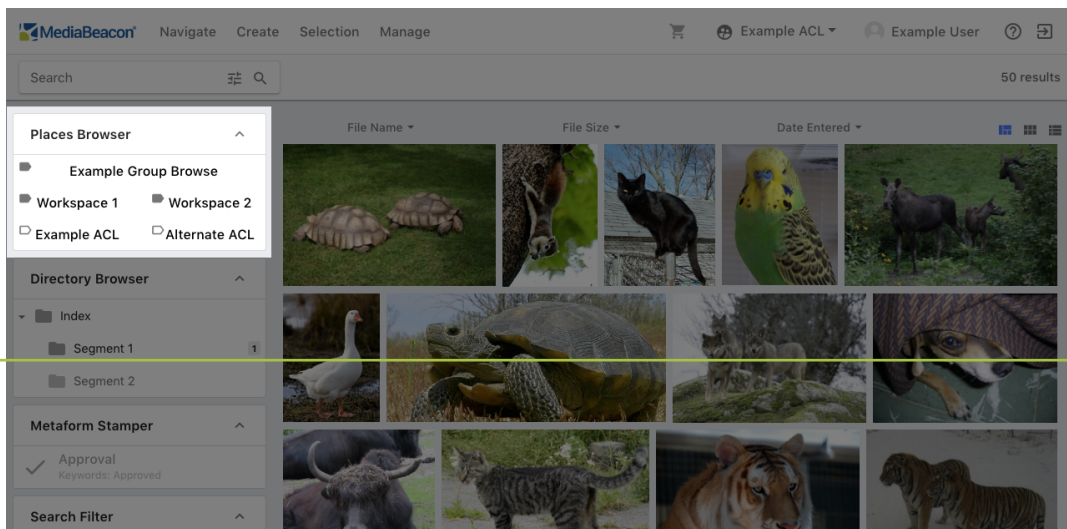 MediaBeacon® Navigate Create Selection Manage Example ACL Example User
Search 50 results
Places Browser
Example Group Browse
Workspace 1 Workspace 2
Example ACL Alternate ACL
File Name File Size Date Entered
Directory Browser
Index
Segment 1 1
Segment 2
Metaform Stamper
Approval
Keywords: Approved
Search Filter